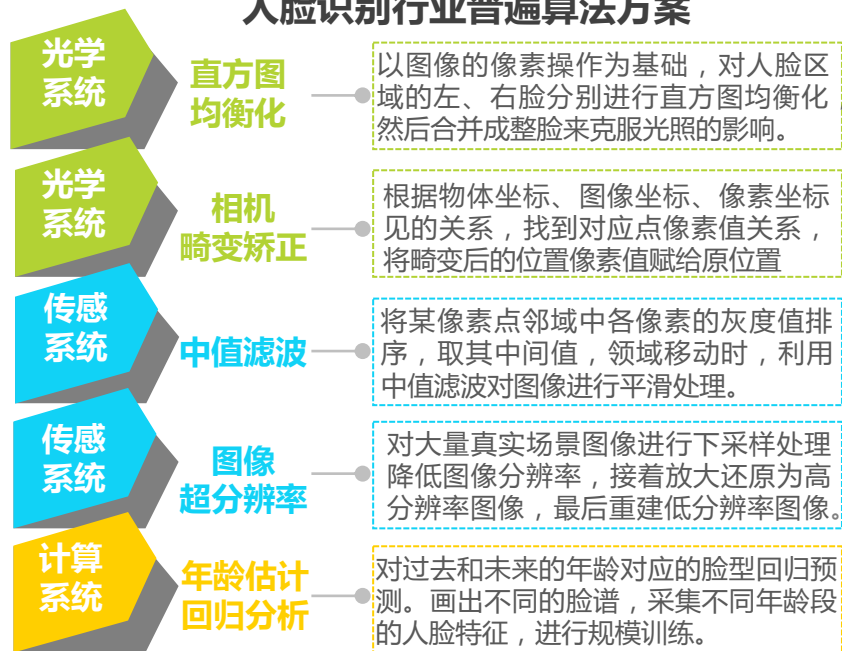 人脸识别行业普遍算法方案
光学
系统
直方图
均衡化
以图像的像素操作为基础，对人脸区
域的左、右脸分别进行直方图均衡化，
然后合并成整脸来克服光照的影响。
光学
系统
相机
畸变矫正
根据物体坐标、图像坐标、像素坐标
见的关系，找到对应点像素值关系，
将畸变后的位置像素值赋给原位置
传感
系统
中值滤波
将某像素点邻域中各像素的灰度值排
序，取其中间值，领域移动时，利用
中值滤波对图像进行平滑处理。
传感
系统
图像
超分辨率
对大量真实场景图像进行下采样处理
降低图像分辨率，接着放大还原为高
分辨率图像，最后重建低分辨率图像。
计算
系统
年龄估计
回归分析
对过去和未来的年龄对应的脸型回归预
测。画出不同的脸谱，采集不同年龄段
的人脸特征，进行规模训练。